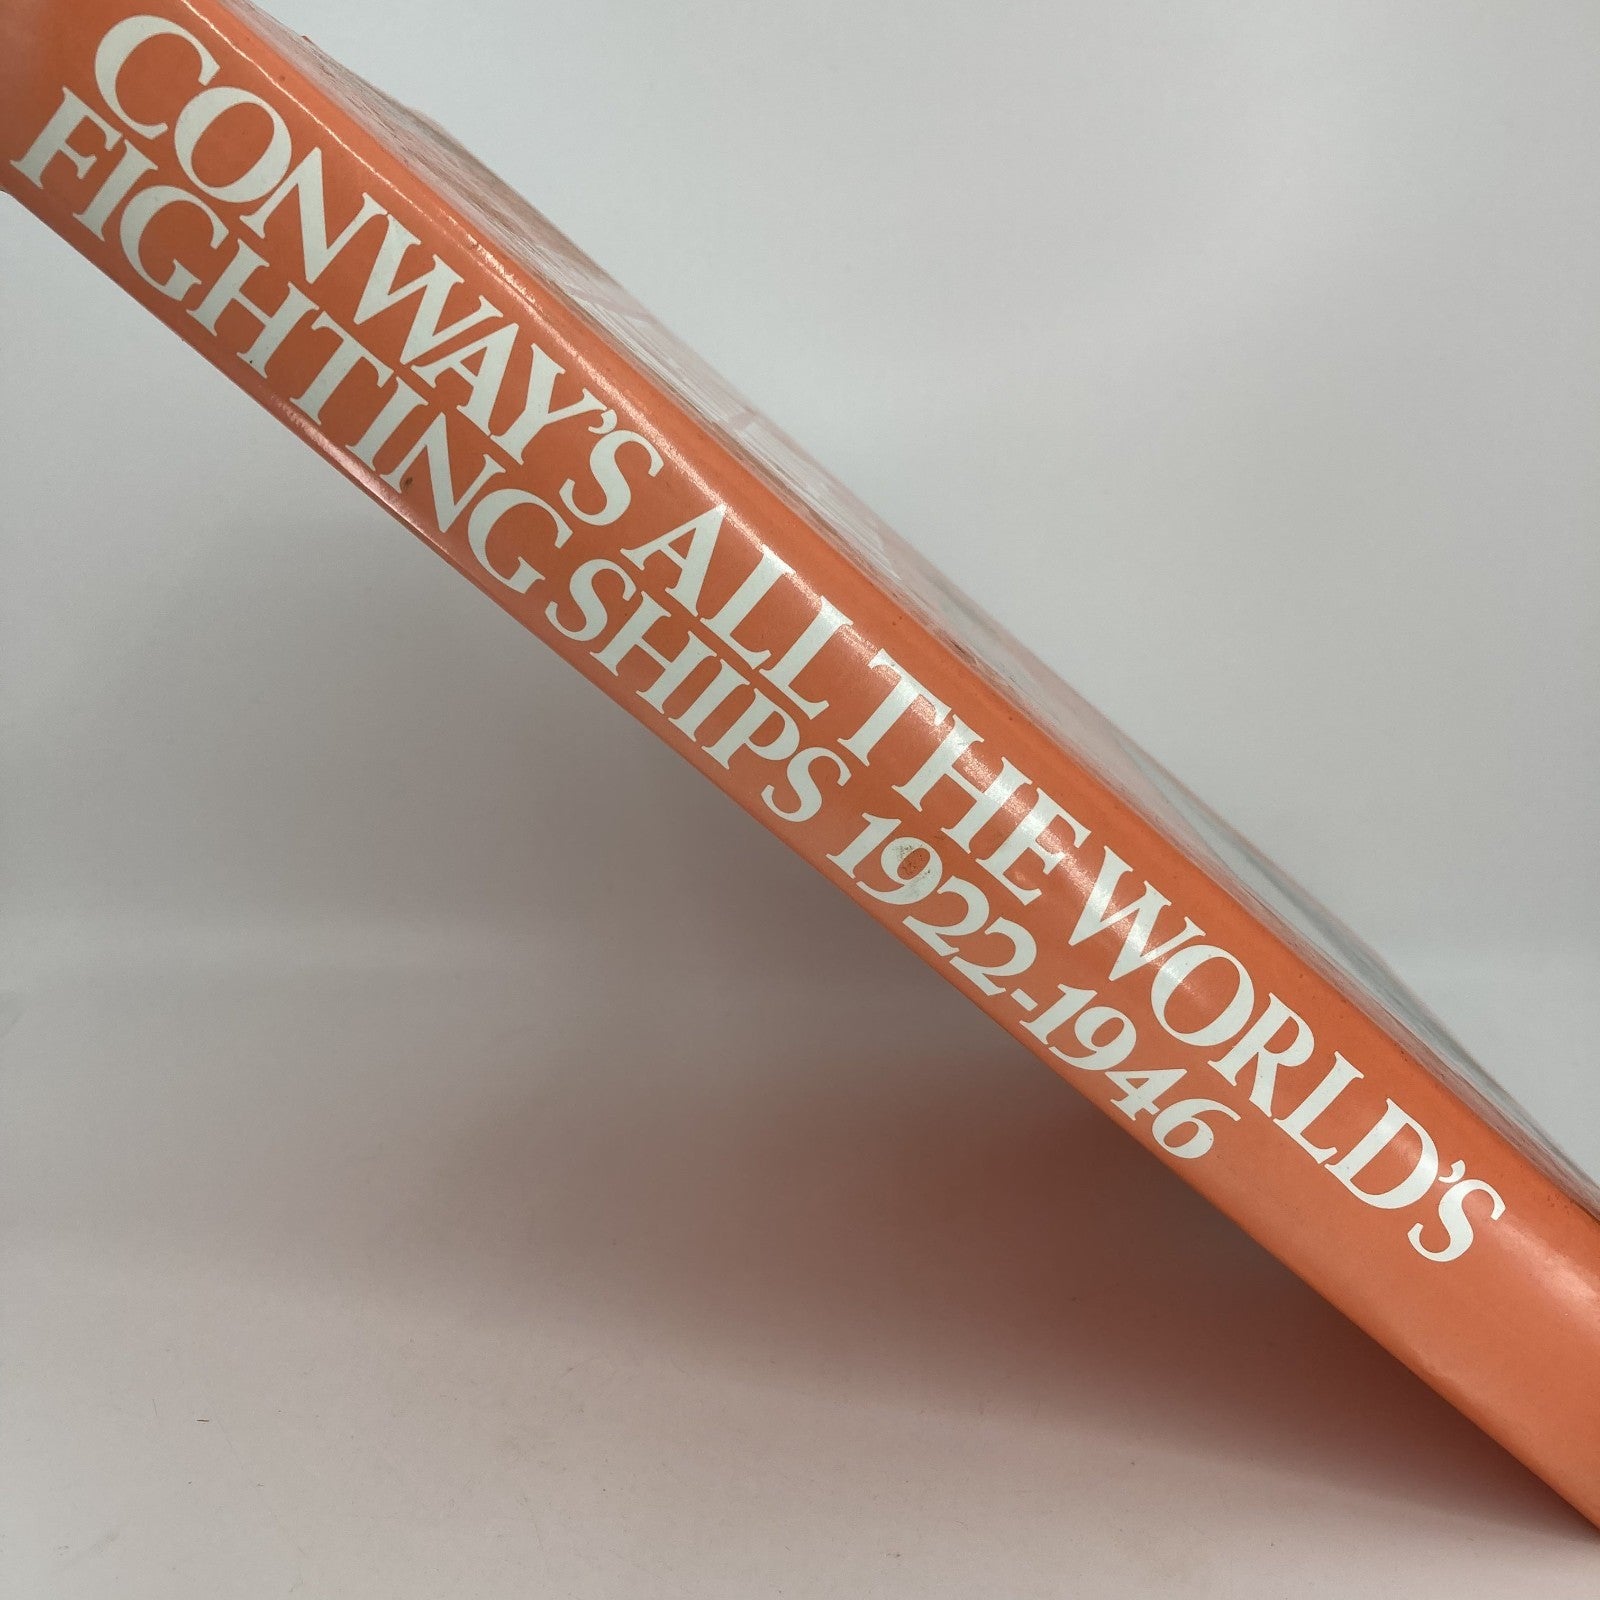 CONWAY'S ALL THE WORLD'S
FIGHTING SHIPS 1922-1946